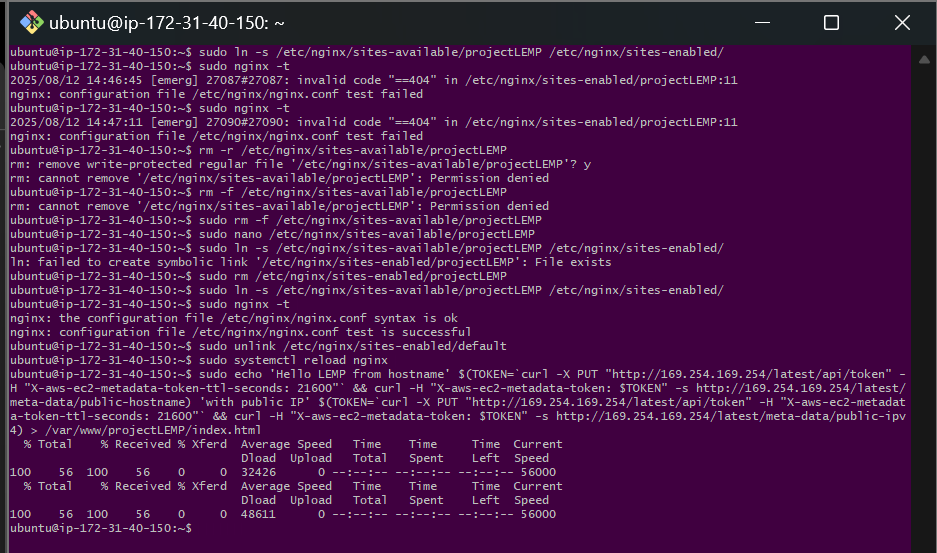 ubuntu@ip-172-31-40-150: ~
ubuntu@ip-172-31-40-150:~$ sudo ln -s /etc/nginx/sites-available/projectLEMP /etc/nginx/sites-enabled/
ubuntu@ip-172-31-40-150:~$ sudo nginx -t
2025/08/12 14:46:45 [emerg] 27087#27087: invalid code "==404" in /etc/nginx/sites-enabled/projectLEMP:11
nginx: configuration file /etc/nginx/nginx.conf test failed
ubuntu@ip-172-31-40-150:~$ sudo nginx -t
2025/08/12 14:47:11 [emerg] 27090#27090: invalid code "==404" in /etc/nginx/sites-enabled/projectLEMP:11
nginx: configuration file /etc/nginx/nginx.conf test failed
ubuntu@ip-172-31-40-150:~$ rm -r /etc/nginx/sites-available/projectLEMP
rm: remove write-protected regular file '/etc/nginx/sites-available/projectLEMP'? y
rm: cannot remove '/etc/nginx/sites-available/projectLEMP': Permission denied
ubuntu@ip-172-31-40-150:~$ rm -f /etc/nginx/sites-available/projectLEMP
rm: cannot remove '/etc/nginx/sites-available/projectLEMP': Permission denied
ubuntu@ip-172-31-40-150:~$ sudo rm -f /etc/nginx/sites-available/projectLEMP
ubuntu@ip-172-31-40-150:~$ sudo nano /etc/nginx/sites-available/projectLEMP
ubuntu@ip-172-31-40-150:~$ sudo ln -s /etc/nginx/sites-available/projectLEMP /etc/nginx/sites-enabled/
ln: failed to create symbolic link '/etc/nginx/sites-enabled/projectLEMP': File exists
ubuntu@ip-172-31-40-150:~$ sudo rm /etc/nginx/sites-enabled/projectLEMP
ubuntu@ip-172-31-40-150:~$ sudo ln -s /etc/nginx/sites-available/projectLEMP /etc/nginx/sites-enabled/
ubuntu@ip-172-31-40-150:~$ sudo nginx -t
nginx: the configuration file /etc/nginx/nginx.conf syntax is ok
nginx: configuration file /etc/nginx/nginx.conf test is successful
ubuntu@ip-172-31-40-150:~$ sudo unlink /etc/nginx/sites-enabled/default
ubuntu@ip-172-31-40-150:~$ sudo systemctl reload nginx
ubuntu@ip-172-31-40-150:~$ sudo echo 'Hello LEMP from hostname' $(TOKEN=`curl -X PUT "http://169.254.169.254/latest/api/token" -
H "X-aws-ec2-metadata-token-ttl-seconds: 21600"` && curl -H "X-aws-ec2-metadata-token: $TOKEN" -s http://169.254.169.254/latest/
meta-data/public-hostname) 'with public IP' $(TOKEN=`curl -X PUT "http://169.254.169.254/latest/api/token" -H "X-aws-ec2-metadat
a-token-ttl-seconds: 21600"` && curl -H "X-aws-ec2-metadata-token: $TOKEN" -s http://169.254.169.254/latest/meta-data/public-ipv
4) > /var/www/projectLEMP/index.html
  % Total    % Received % Xferd  Average Speed   Time    Time     Time  Current
                                 Dload  Upload   Total   Spent    Left  Speed
100    56  100    56    0     0  32426      0 --:--:-- --:--:-- --:--:-- 56000
  % Total    % Received % Xferd  Average Speed   Time    Time     Time  Current
                                 Dload  Upload   Total   Spent    Left  Speed
100    56  100    56    0     0  48611      0 --:--:-- --:--:-- --:--:-- 56000
ubuntu@ip-172-31-40-150:~$